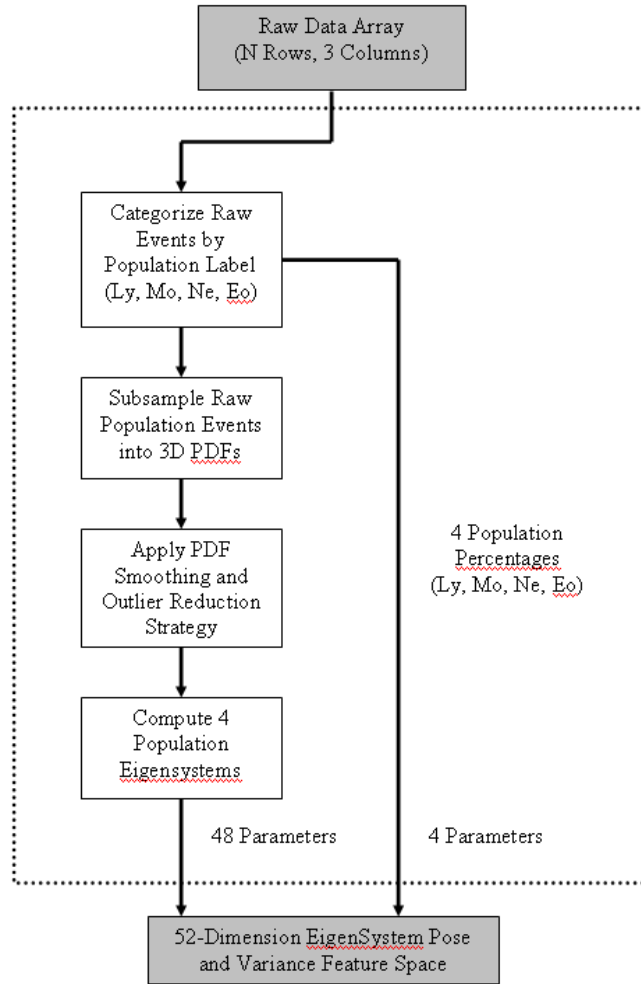 Raw Data Array
(N Rows, 3 Columns)
Categorize Raw
Events by
Population Label
(Ly, Mo, Ne, Eo)
Subsample Raw
Population Events
into 3D PDFs
Apply PDF
Smoothing and
Outlier Reduction
Strategy
4 Population
Percentages
(Ly, Mo, Ne, Eo)
Compute 4
Population
Eigensystems
48 Parameters
4 Parameters
52-Dimension EigenSystem Pose
and Variance Feature Space